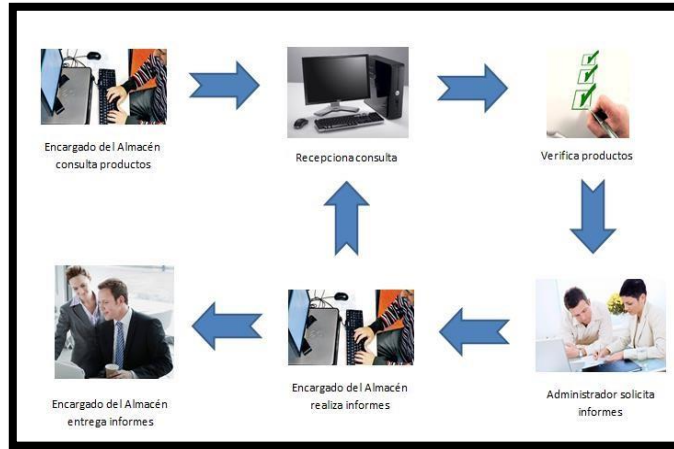 Encargado del Almacén
consulta productos
Recepciona consulta
Verifica productos
Encargado del Almacén
entrega informes
Encargado del Almacén
realiza informes
Administrador solicita
informes